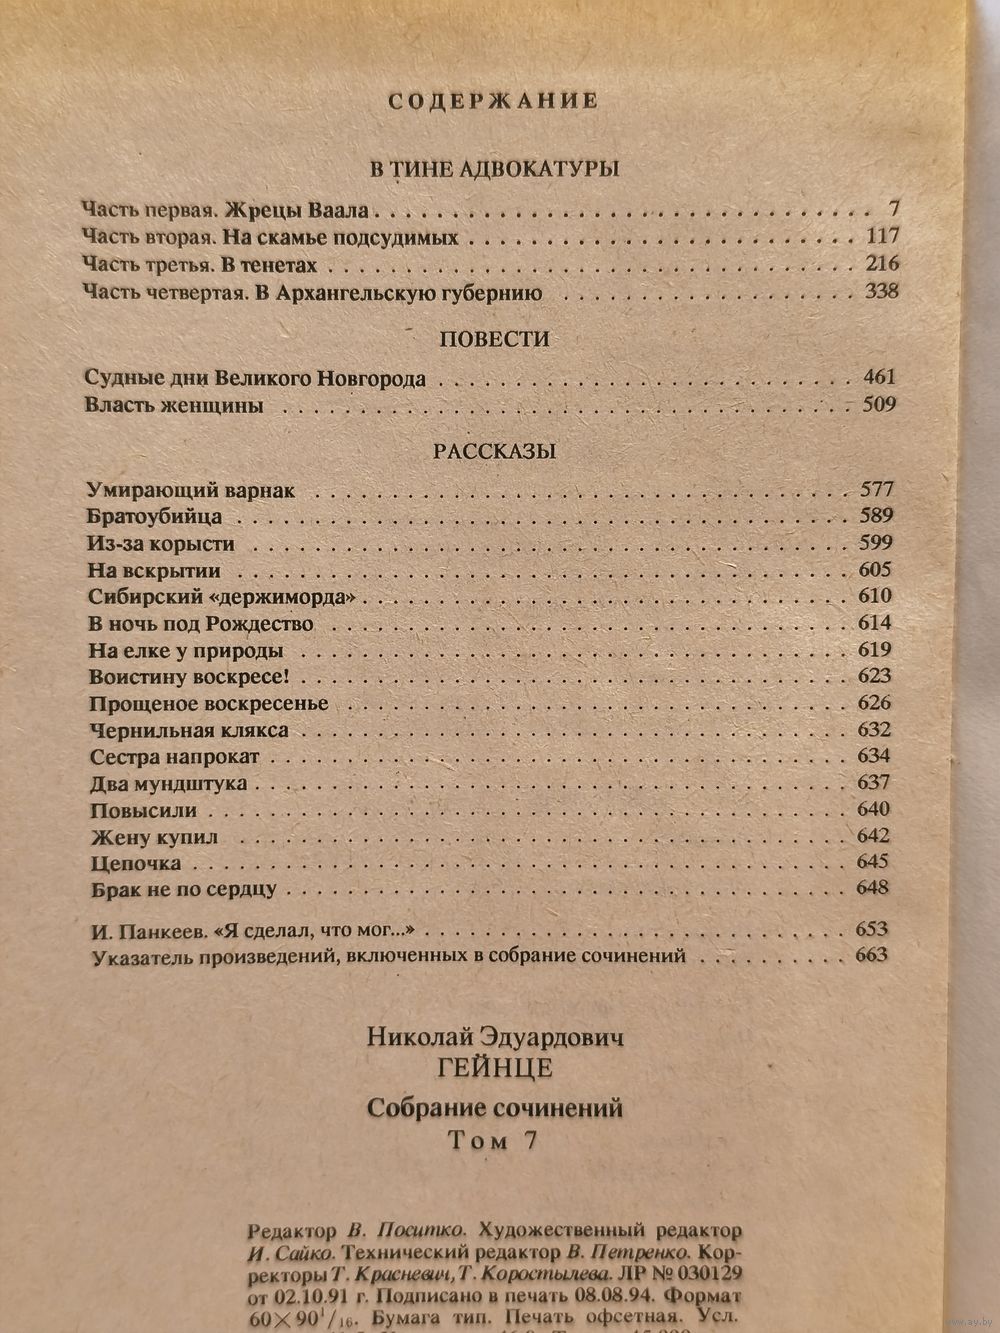 СОДЕРЖАНИЕ
В ТИНЕ АДВОКАТУРЫ
Часть первая. Жрецы Ваала . . . . . . . . . . . . . . . . . . . . 7
Часть вторая. На скамье подсудимых . . . . . . . . . . . . . . . . . . . . 117
Часть третья. В тенетах . . . . . . . . . . . . . . . . . . . . 216
Часть четвертая. В Архангельскую губернию . . . . . . . . . . . . . . . . . . . . 338
ПОВЕСТИ
Судные дни Великого Новгорода . . . . . . . . . . . . . . . . . . . . 461
Власть женщины . . . . . . . . . . . . . . . . . . . . 509
РАССКАЗЫ
Умирающий варнак . . . . . . . . . . . . . . . . . . . . 577
Братоубийца . . . . . . . . . . . . . . . . . . . . 589
Из-за корысти . . . . . . . . . . . . . . . . . . . . 599
На вскрытии . . . . . . . . . . . . . . . . . . . . 605
Сибирский «держиморда» . . . . . . . . . . . . . . . . . . . . 610
В ночь под Рождество . . . . . . . . . . . . . . . . . . . . 614
На елке у природы . . . . . . . . . . . . . . . . . . . . 619
Воистину воскресе! . . . . . . . . . . . . . . . . . . . . 623
Прощеное воскресенье . . . . . . . . . . . . . . . . . . . . 626
Чернильная клякса . . . . . . . . . . . . . . . . . . . . 632
Сестра напрокат . . . . . . . . . . . . . . . . . . . . 634
Два мундштука . . . . . . . . . . . . . . . . . . . . 637
Повысили . . . . . . . . . . . . . . . . . . . . 640
Жену купил . . . . . . . . . . . . . . . . . . . . 642
Цепочка . . . . . . . . . . . . . . . . . . . . 645
Брак не по сердцу . . . . . . . . . . . . . . . . . . . . 648
И. Панкеев. «Я сделал, что мог...» . . . . . . . . . . . . . . . . . . . . 653
Указатель произведений, включенных в собрание сочинений . . . . . . . . . . 663
Николай Эдуардович
ГЕЙНЦЕ
Собрание сочинений
Том 7
Редактор В. Поситко. Художественный редактор
И. Сайко. Технический редактор В. Петренко. Кор-
ректоры Т. Красневич, Т. Коростылева. ЛР № 030129
от 02.10.91 г. Подписано в печать 08.08.94. Формат
60×90¹/₁₆. Бумага тип. Печать офсетная. Усл.
www.ay.by